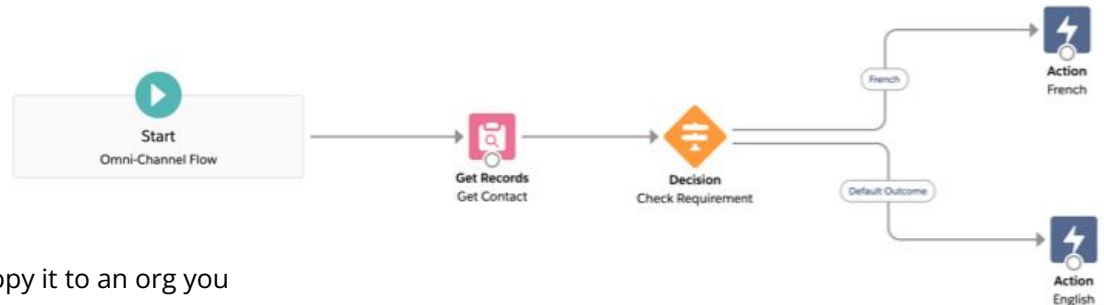 Start
Omni-Channel Flow
Get Records
Get Contact
Decision
Check Requirement
French
Action
French
Default Outcome
Action
English
opy it to an org you